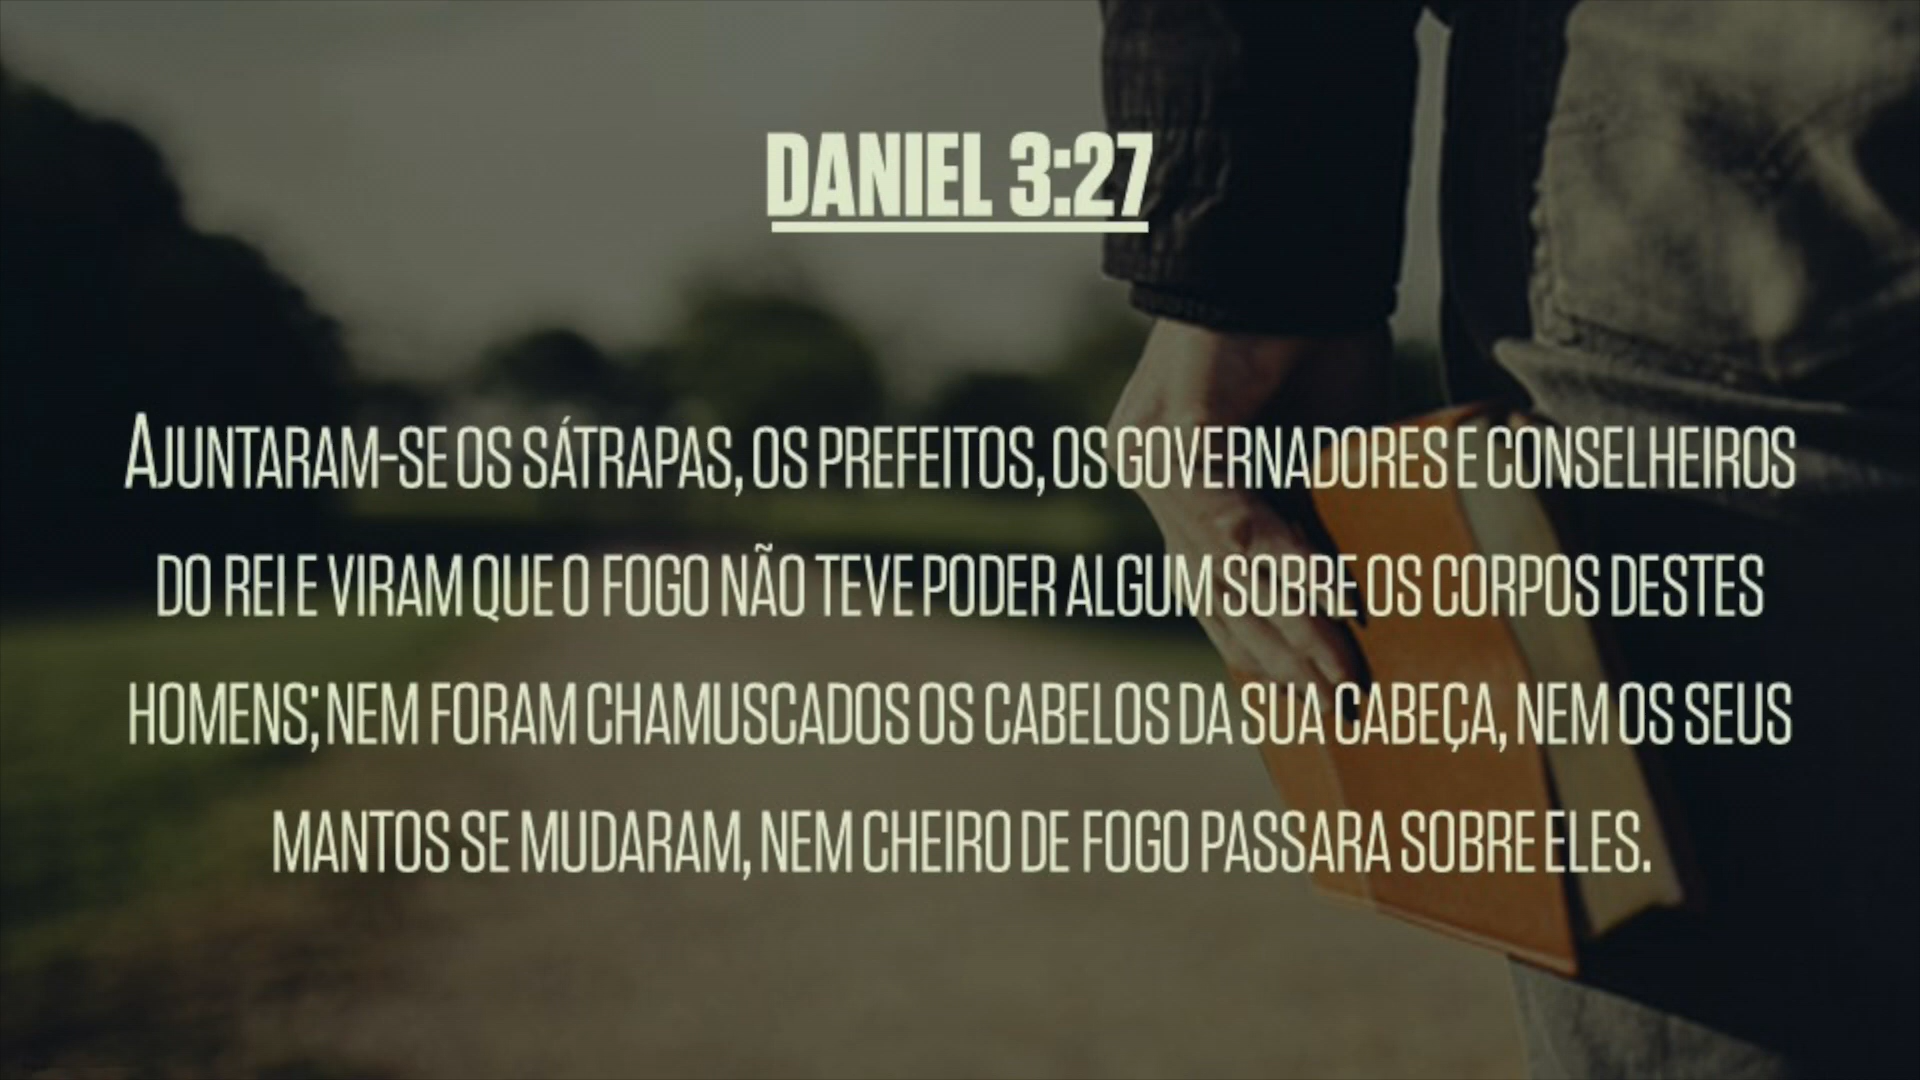 DANIEL 3:27
AJUNTARAM-SE OS SÁTRAPAS, OS PREFEITOS, OS GOVERNADORES E CONSELHEIROS
DO REI E VIRAM QUE O FOGO NÃO TEVE PODER ALGUM SOBRE OS CORPOS DESTES
HOMENS; NEM FORAM CHAMUSCADOS OS CABELOS DA SUA CABEÇA, NEM OS SEUS
MANTOS SE MUDARAM, NEM CHEIRO DE FOGO PASSARA SOBRE ELES.